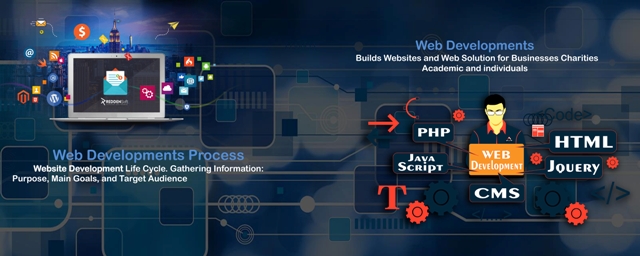 Web Developments
Builds Websites and Web Solution for Businesses Charities
Academic and individuals
Web Developments Process
Website Development Life Cycle. Gathering Information:
Purpose, Main Goals, and Target Audience
PHP
HTML
Java
Script
WEB
Development
JQUERY
CMS
T